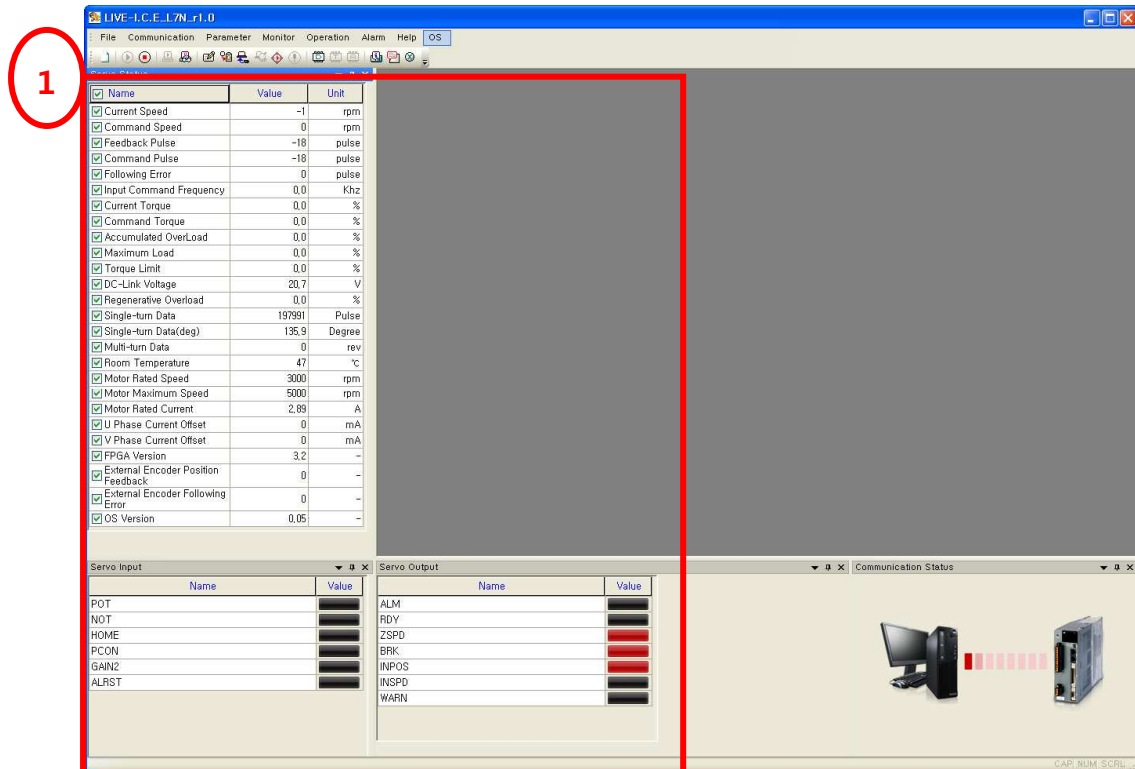 LIVE-I.C.E_L7N_r1.0
File Communication Parameter Monitor Operation Alarm Help OS
1
Servo Status
Name Value Unit
Current Speed -1 rpm
Command Speed 0 rpm
Feedback Pulse -18 pulse
Command Pulse -18 pulse
Following Error 0 pulse
Input Command Frequency 0,0 Khz
Current Torque 0,0 %
Command Torque 0,0 %
Accumulated OverLoad 0,0 %
Maximum Load 0,0 %
Torque Limit 0,0 %
DC-Link Voltage 20,7 V
Regenerative Overload 0,0 %
Single-turn Data 197991 Pulse
Single-turn Data(deg) 135,9 Degree
Multi-turn Data 0 rev
Room Temperature 47 ℃
Motor Rated Speed 3000 rpm
Motor Maximum Speed 5000 rpm
Motor Rated Current 2,89 A
U Phase Current Offset 0 mA
V Phase Current Offset 0 mA
FPGA Version 3,2 -
External Encoder Position
Feedback 0 -
External Encoder Following
Error 0 -
OS Version 0,05 -
Servo Input
Name Value
POT
NOT
HOME
PCON
GAIN2
ALRST
Servo Output
Name Value
ALM
RDY
ZSPD
BRK
INPOS
INSPD
WARN
Communication Status
CAP NUM SCRL